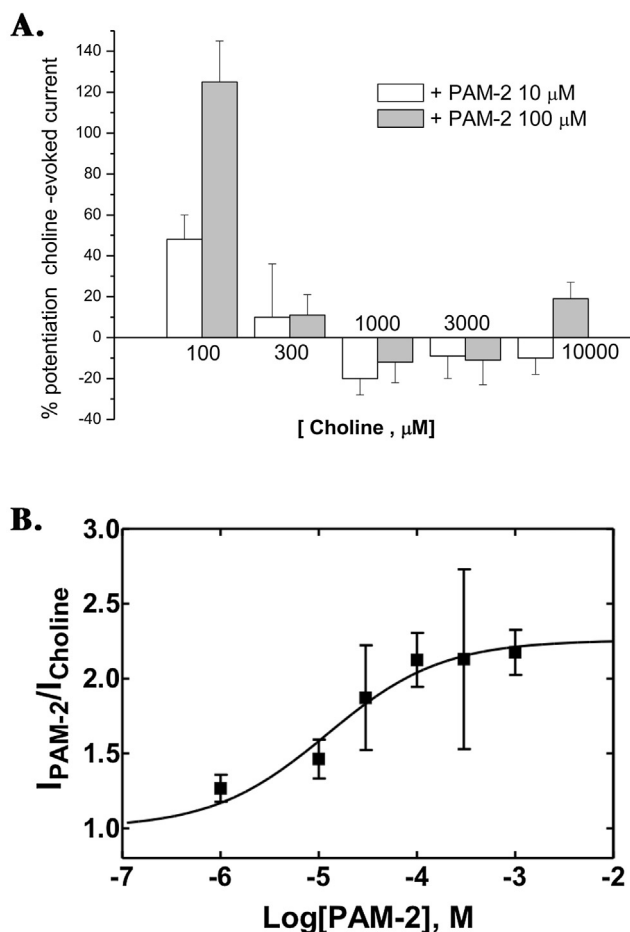 A.
140
120
100
80
60
40
20
0
-20
-40
% potentiation choline -evoked current
+ PAM-2 10 μM
+ PAM-2 100 μM
1000 3000
100 300 10000
[ Choline , μM]
B.
3.0
2.5
2.0
1.5
1.0
I PAM-2/I Choline
-7 -6 -5 -4 -3 -2
Log[PAM-2], M